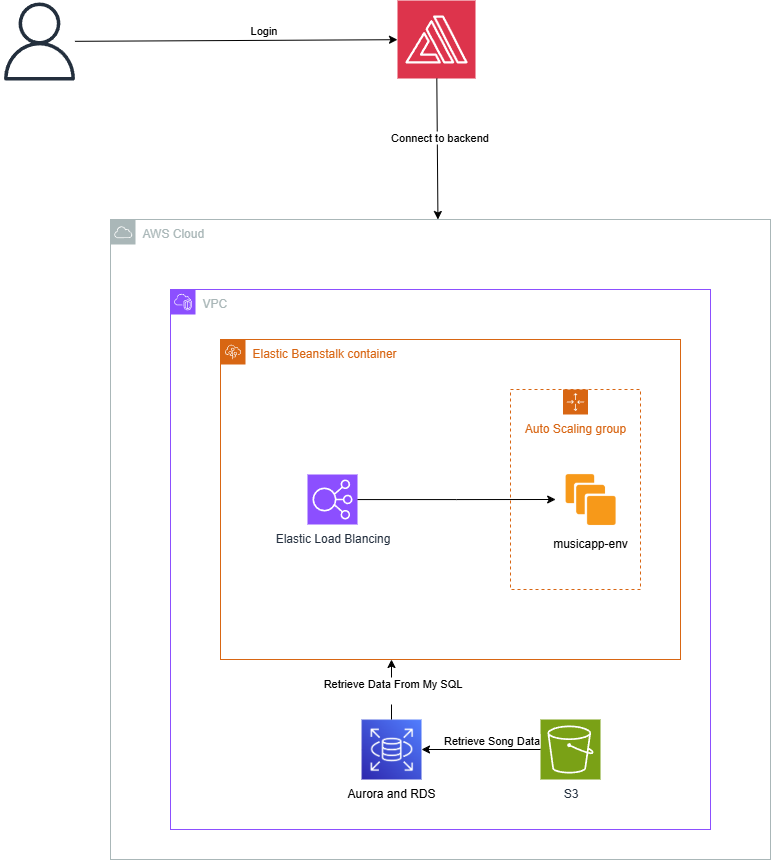 Login
Connect to backend
AWS Cloud
VPC
Elastic Beanstalk container
Auto Scaling group
Elastic Load Blancing
musicapp-env
Retrieve Data From My SQL
Retrieve Song Data
Aurora and RDS
S3